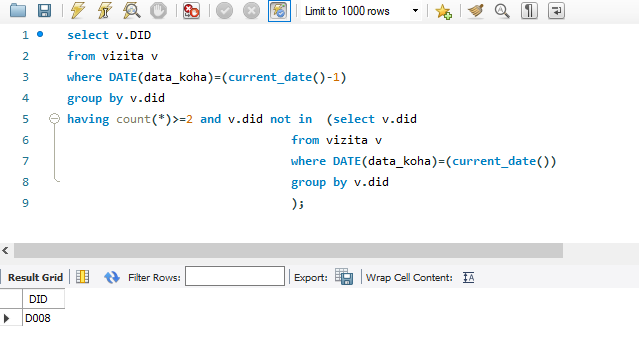 Limit to 1000 rows
1 select v.DID
2 from vizita v
3 where DATE(data_koha)=(current_date()-1)
4 group by v.did
5 having count(*)>=2 and v.did not in  (select v.did
6 from vizita v
7 where DATE(data_koha)=(current_date())
8 group by v.did
9 );
Result Grid Filter Rows: Export: Wrap Cell Content: IA
DID
D008